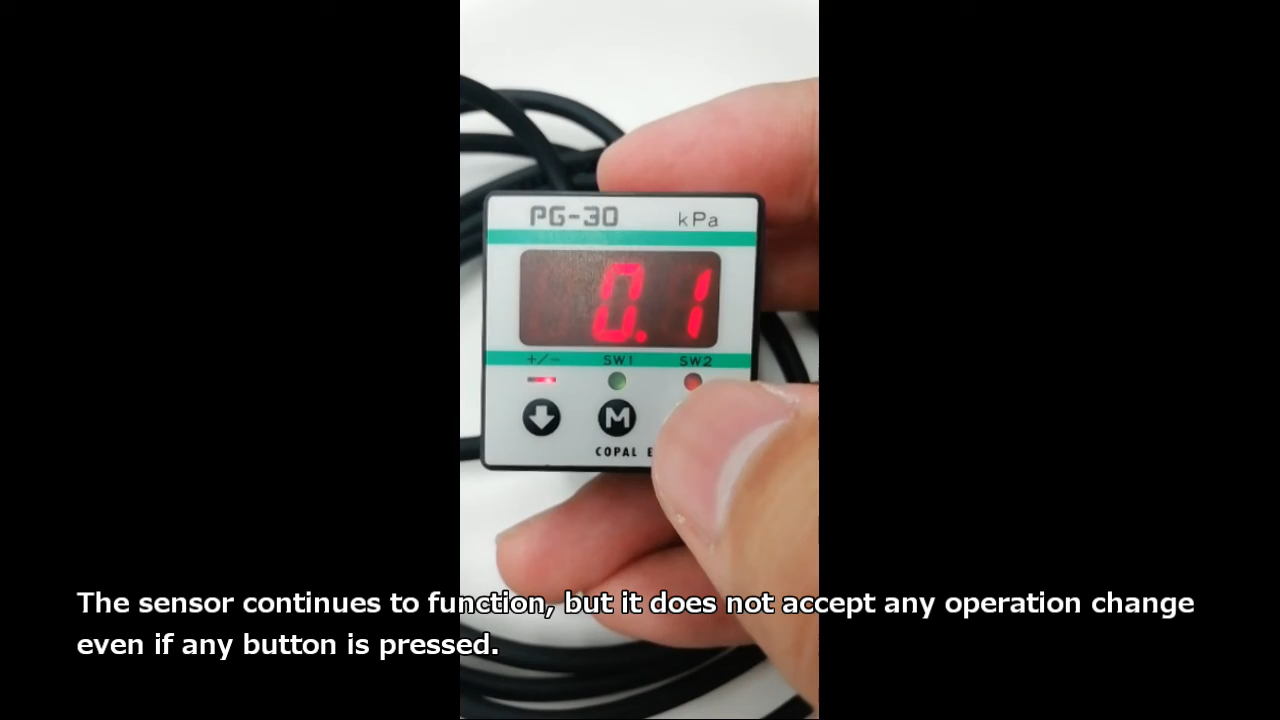 PG-30 kPa
0.1
+/− SW1 SW2
M
COPAL
The sensor continues to function, but it does not accept any operation change
even if any button is pressed.